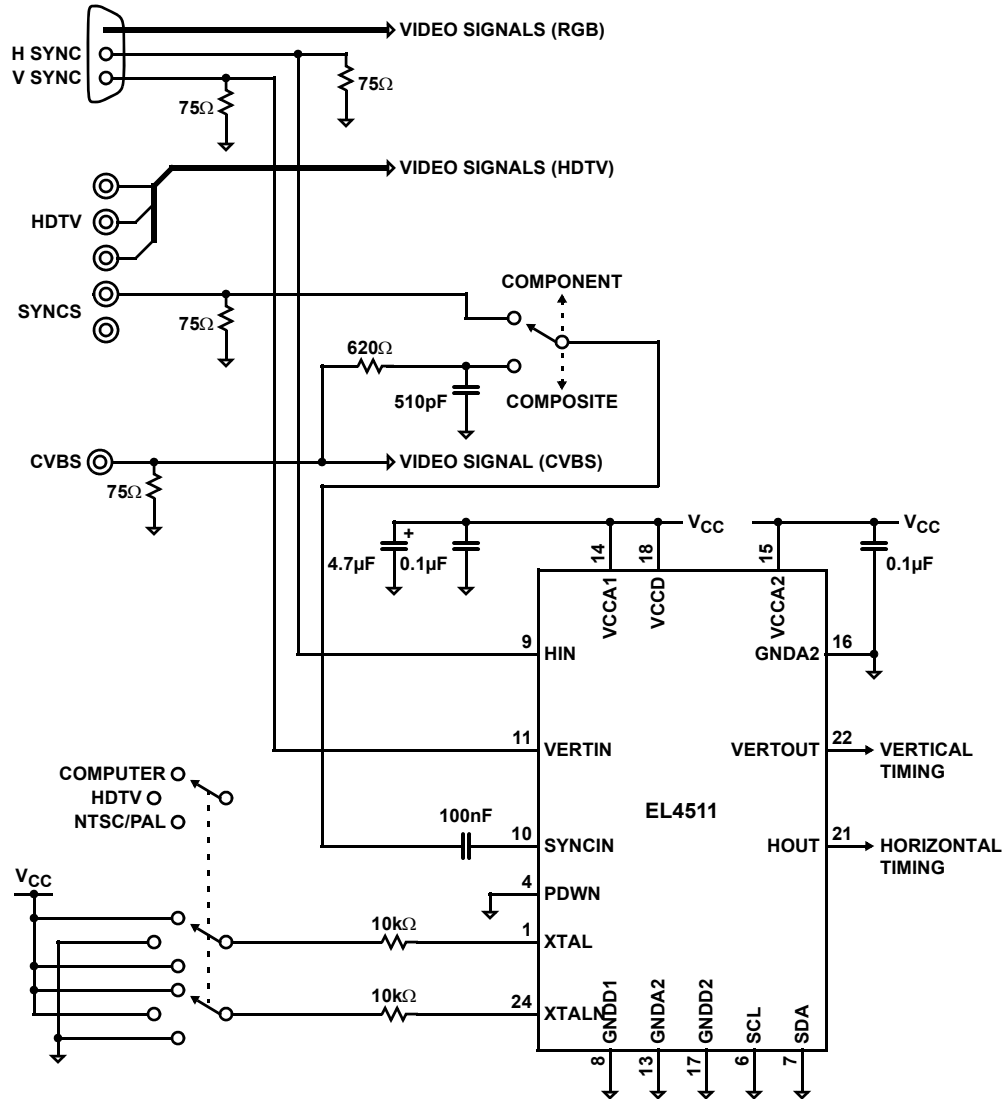 VIDEO SIGNALS (RGB)
H SYNC
V SYNC
75Ω
75Ω
VIDEO SIGNALS (HDTV)
HDTV
SYNCS
75Ω
COMPONENT
620Ω
510pF
COMPOSITE
CVBS
VIDEO SIGNAL (CVBS)
75Ω
VCC
VCC
4.7µF
+
0.1µF
0.1µF
14
18
15
VCCA1
VCCD
VCCA2
9
HIN
GNDA2
16
11
VERTIN
VERTOUT
22
VERTICAL
TIMING
COMPUTER
HDTV
NTSC/PAL
EL4511
100nF
10
SYNCIN
HOUT
21
HORIZONTAL
TIMING
VCC
4
PDWN
10kΩ
1
XTAL
10kΩ
24
XTALN
GNDD1
GNDA2
GNDD2
SCL
SDA
8
13
17
6
7